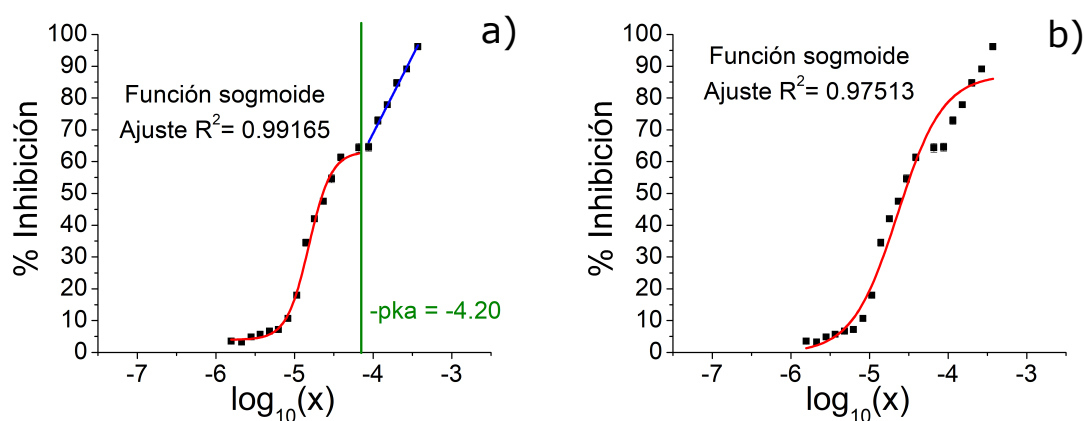 a)
Función sogmoide
Ajuste R²= 0.99165
-pka = -4.20
% Inhibición
100
90
80
70
60
50
40
30
20
10
0
-7 -6 -5 -4 -3
log₁₀(x)
b)
Función sogmoide
Ajuste R²= 0.97513
% Inhibición
100
90
80
70
60
50
40
30
20
10
0
-7 -6 -5 -4 -3
log₁₀(x)